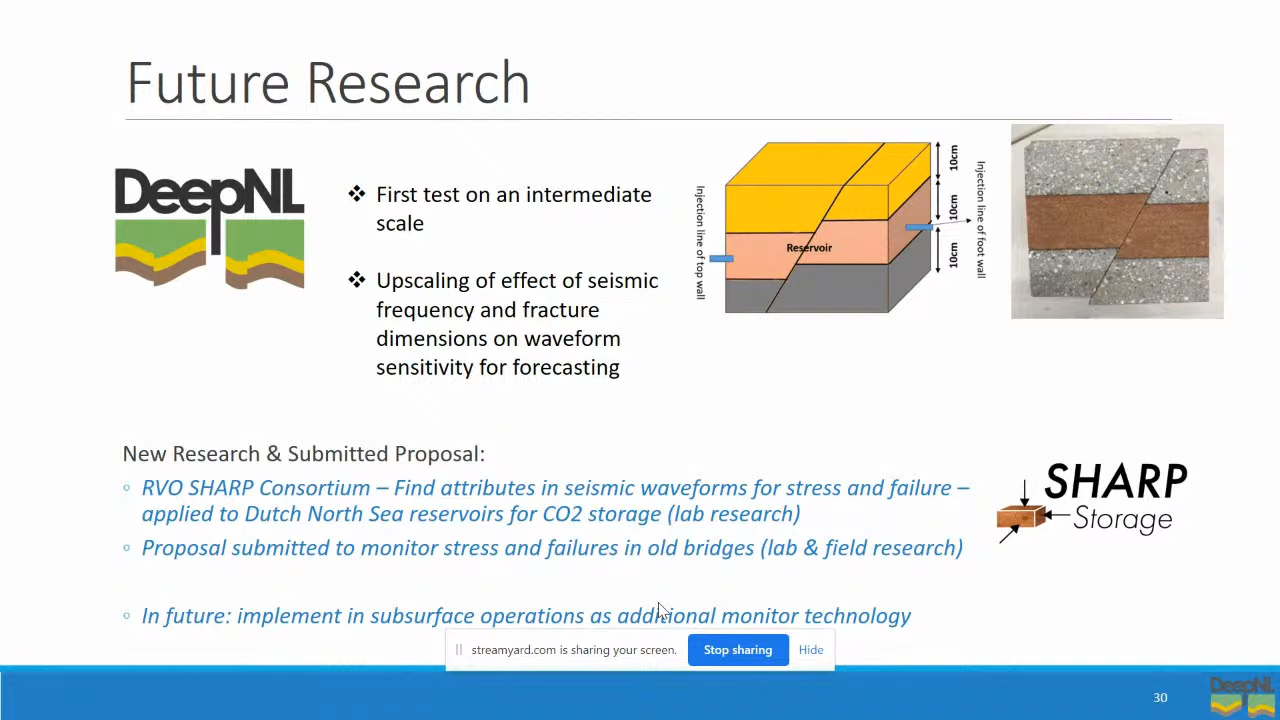 Future Research
DeepNL
❖ First test on an intermediate
scale
❖ Upscaling of effect of seismic
frequency and fracture
dimensions on waveform
sensitivity for forecasting
Injection line of top wall
Reservoir
10cm
10cm
10cm
Injection line of foot wall
New Research & Submitted Proposal:
◦ RVO SHARP Consortium – Find attributes in seismic waveforms for stress and failure –
applied to Dutch North Sea reservoirs for CO2 storage (lab research)
◦ Proposal submitted to monitor stress and failures in old bridges (lab & field research)
◦ In future: implement in subsurface operations as additional monitor technology
SHARP
Storage
streamyard.com is sharing your screen.
Stop sharing
Hide
30
DeepNL